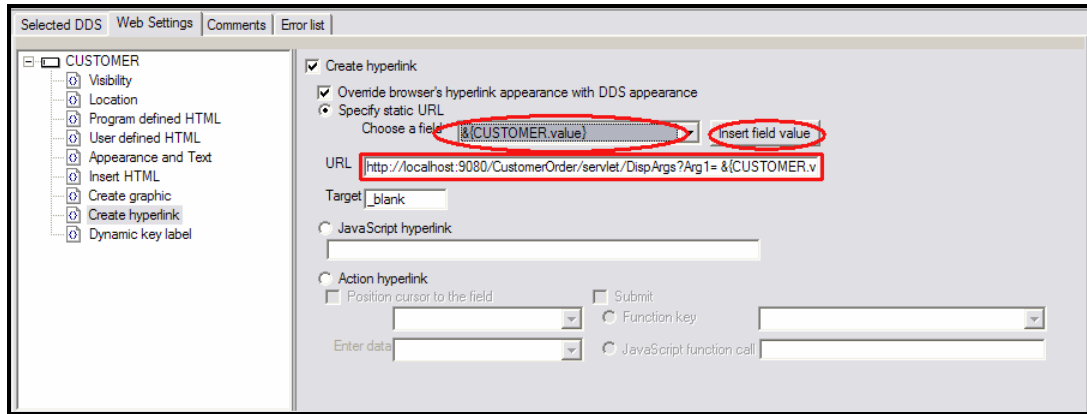 Selected DDS Web Settings Comments Error list
CUSTOMER
Visibility
Location
Program defined HTML
User defined HTML
Appearance and Text
Insert HTML
Create graphic
Create hyperlink
Dynamic key label
Create hyperlink
Override browser's hyperlink appearance with DDS appearance
Specify static URL
Choose a field &{CUSTOMER.value} Insert field value
URL http://localhost:9080/CustomerOrder/servlet/DispArgs?Arg1= &{CUSTOMER.v
Target _blank
JavaScript hyperlink
Action hyperlink
Position cursor to the field Submit
Function key
Enter data JavaScript function call